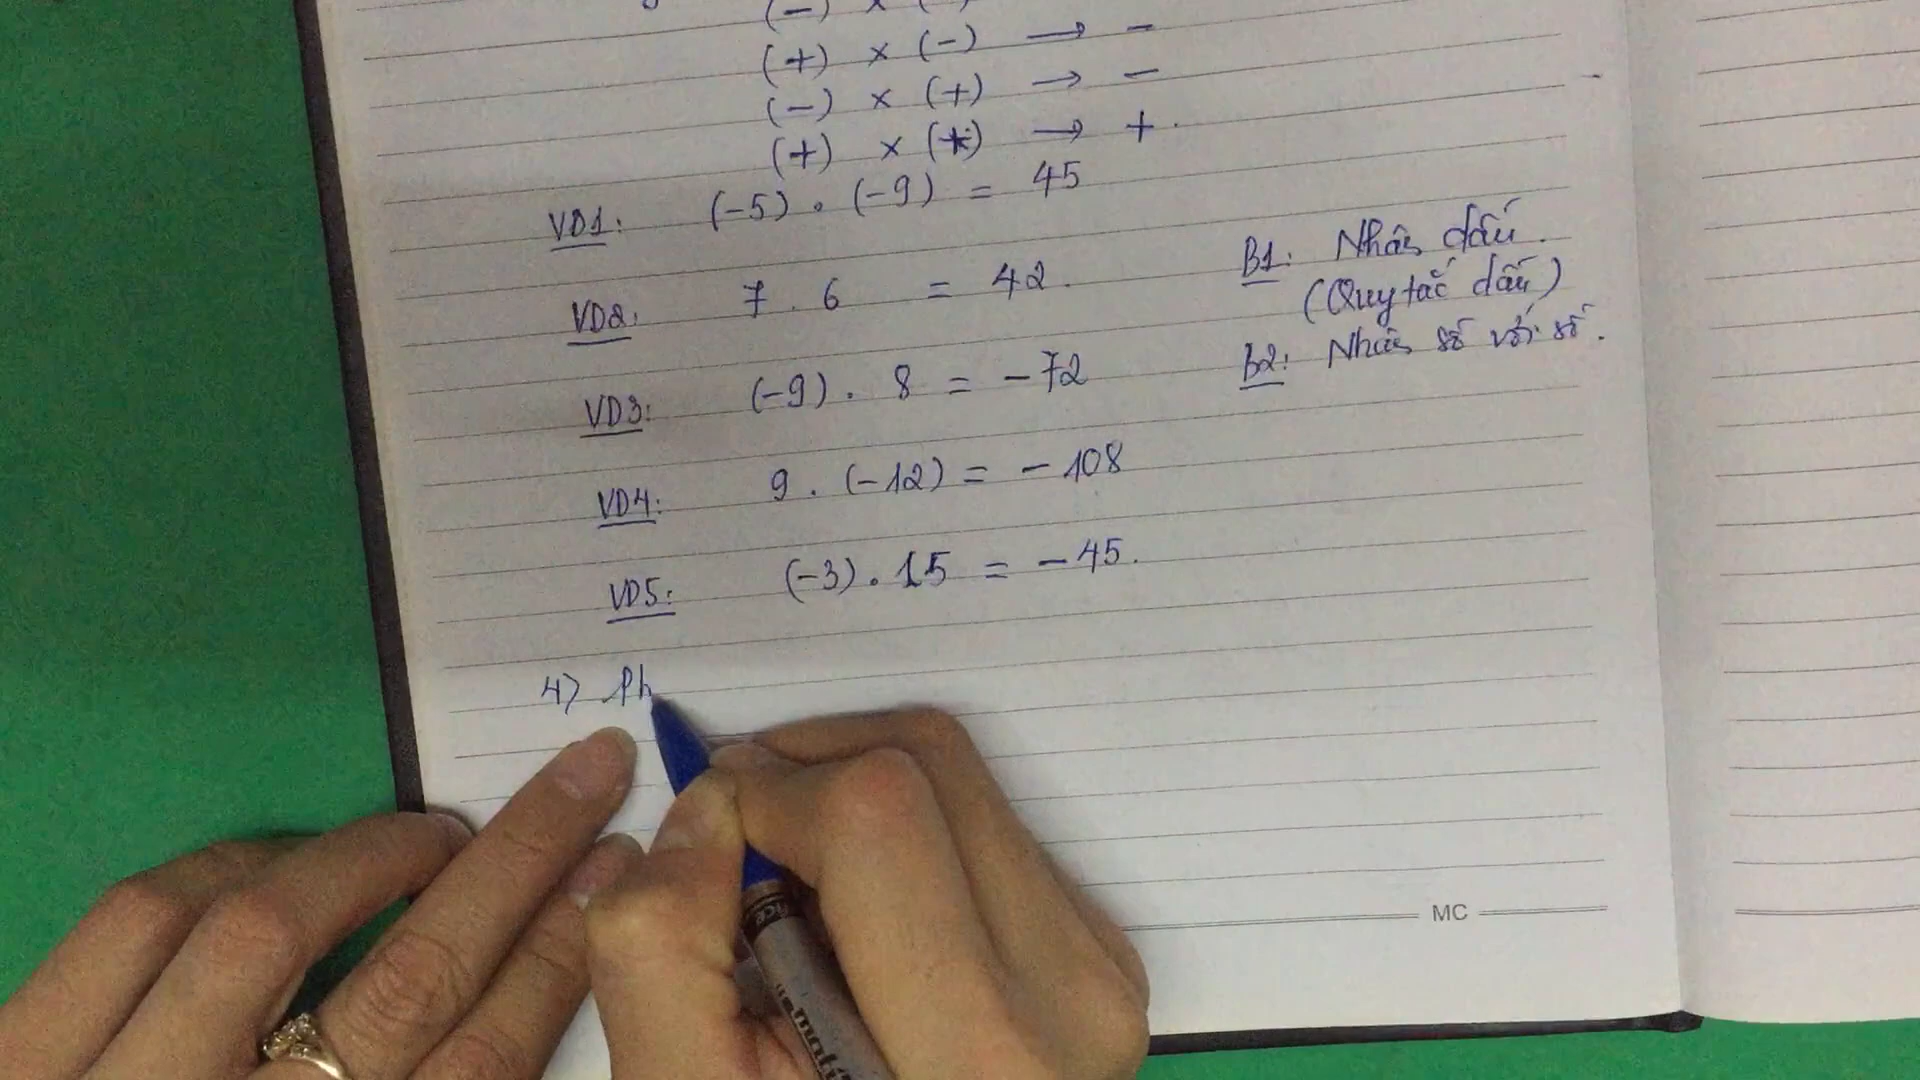 (-) x (
(+) x (-) → -
(-) x (+) → -
(+) x (+) → + .
VD1: (-5) . (-9) = 45
VD2: 7 . 6 = 42.
B1: Nhân dấu.
(Quy tắc dấu)
B2: Nhân số với số.
VD3: (-9) . 8 = -72
VD4: 9 . (-12) = -108
VD5: (-3) . 15 = -45.
4) Ph
MC